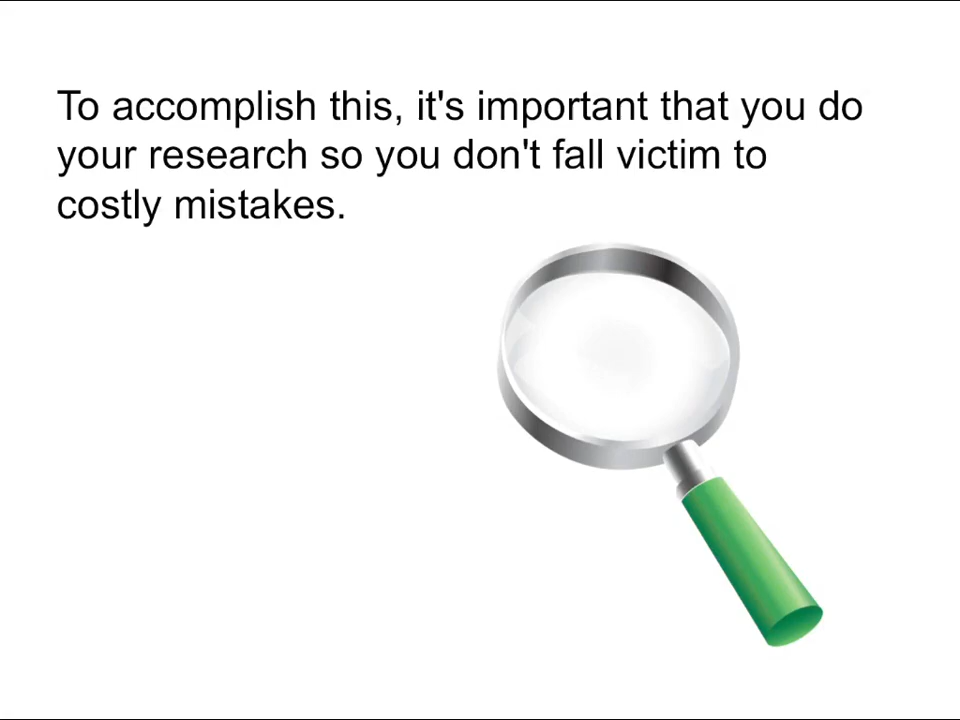 To accomplish this, it's important that you do
your research so you don't fall victim to
costly mistakes.